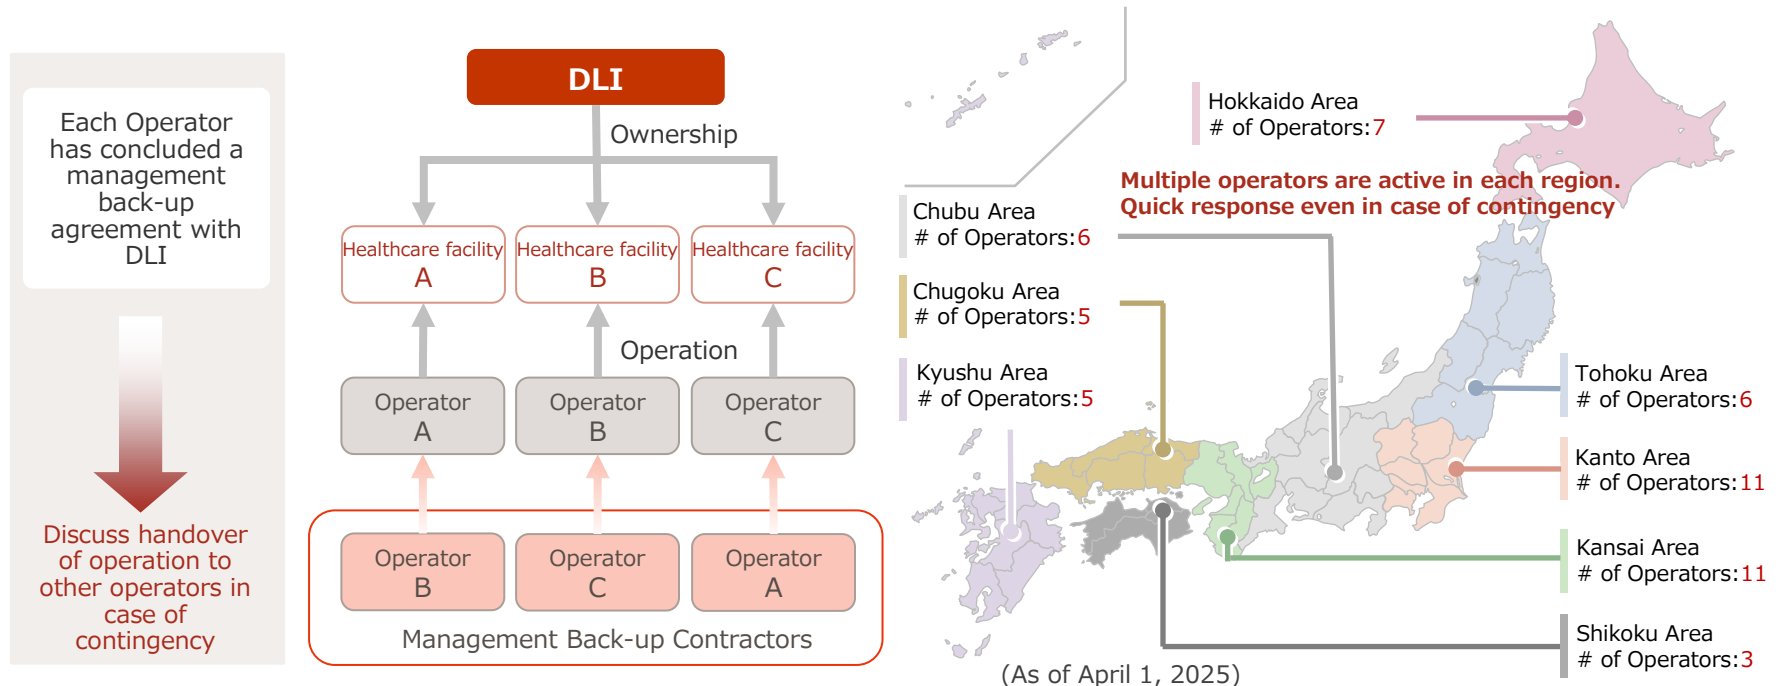 Each Operator
has concluded a
management
back-up
agreement with
DLI
Discuss handover
of operation to
other operators in
case of
contingency
DLI
Ownership
Healthcare facility
A
Healthcare facility
B
Healthcare facility
C
Operation
Operator
A
Operator
B
Operator
C
Operator
B
Operator
C
Operator
A
Management Back-up Contractors
Hokkaido Area
# of Operators:7
Multiple operators are active in each region.
Quick response even in case of contingency
Chubu Area
# of Operators:6
Chugoku Area
# of Operators:5
Kyushu Area
# of Operators:5
Tohoku Area
# of Operators:6
Kanto Area
# of Operators:11
Kansai Area
# of Operators:11
Shikoku Area
# of Operators:3
(As of April 1, 2025)